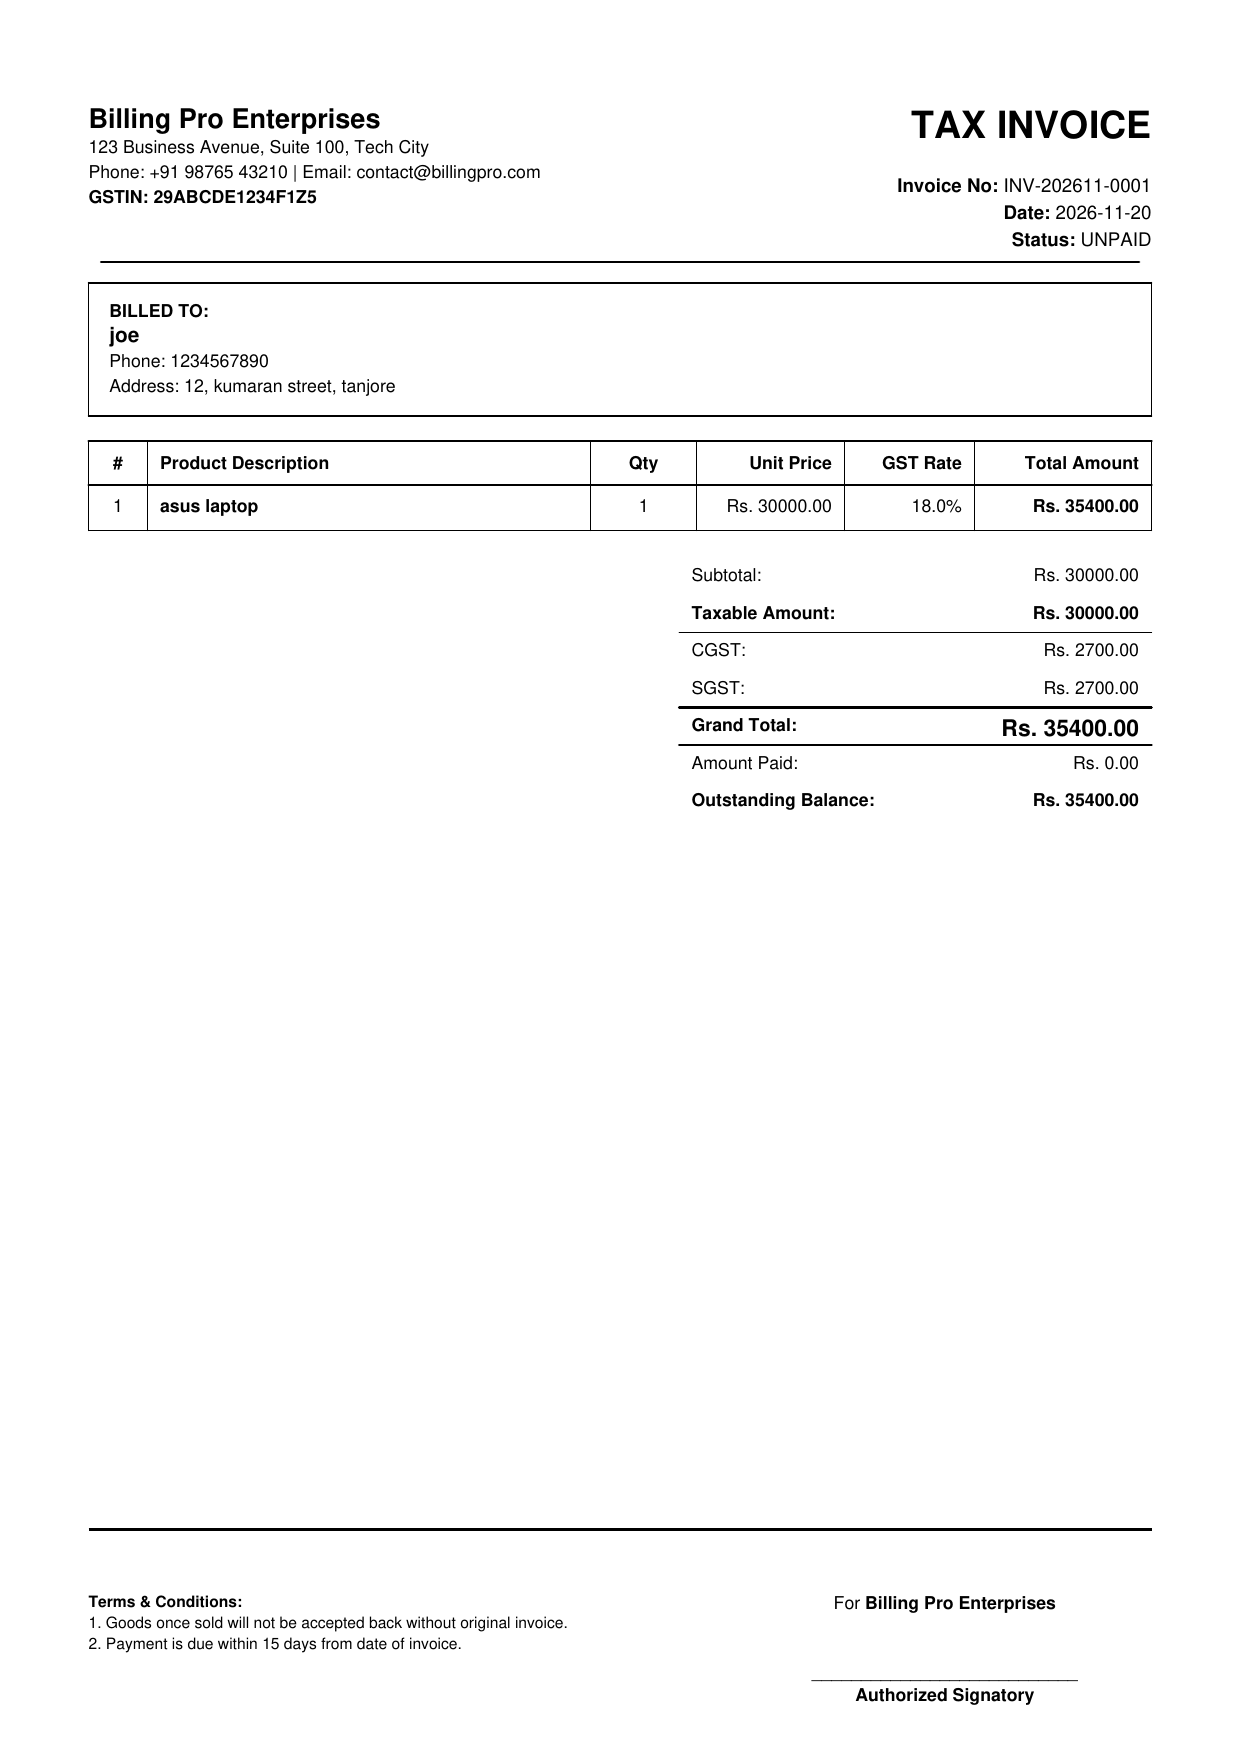 Billing Pro Enterprises
123 Business Avenue, Suite 100, Tech City
Phone: +91 98765 43210 | Email: contact@billingpro.com
GSTIN: 29ABCDE1234F1Z5
TAX INVOICE
Invoice No: INV-202611-0001
Date: 2026-11-20
Status: UNPAID
BILLED TO:
joe
Phone: 1234567890
Address: 12, kumaran street, tanjore
# Product Description Qty Unit Price GST Rate Total Amount
1 asus laptop 1 Rs. 30000.00 18.0% Rs. 35400.00
Subtotal: Rs. 30000.00
Taxable Amount: Rs. 30000.00
CGST: Rs. 2700.00
SGST: Rs. 2700.00
Grand Total: Rs. 35400.00
Amount Paid: Rs. 0.00
Outstanding Balance: Rs. 35400.00
Terms & Conditions:
1. Goods once sold will not be accepted back without original invoice.
2. Payment is due within 15 days from date of invoice.
For Billing Pro Enterprises
Authorized Signatory